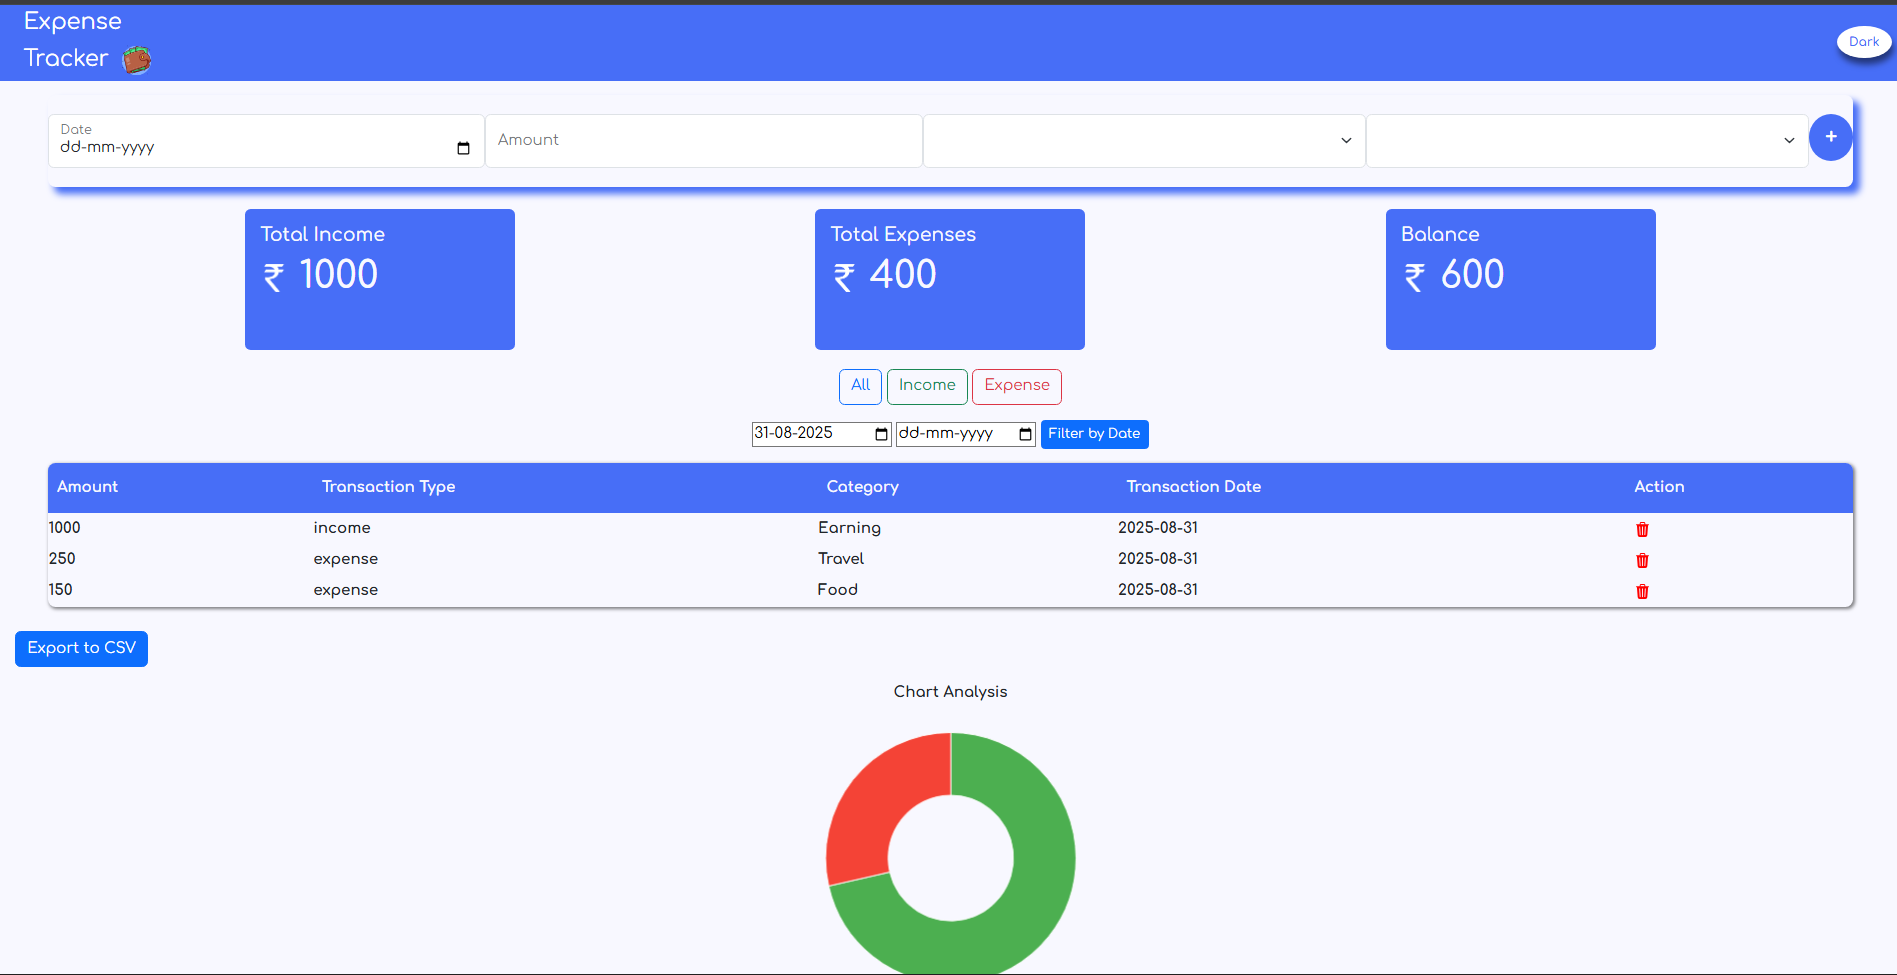 Expense
Tracker
Dark
Date
dd-mm-yyyy
Amount
+
Total Income
₹ 1000
Total Expenses
₹ 400
Balance
₹ 600
All Income Expense
31-08-2025 dd-mm-yyyy Filter by Date
Amount Transaction Type Category Transaction Date Action
1000 income Earning 2025-08-31
250 expense Travel 2025-08-31
150 expense Food 2025-08-31
Export to CSV
Chart Analysis